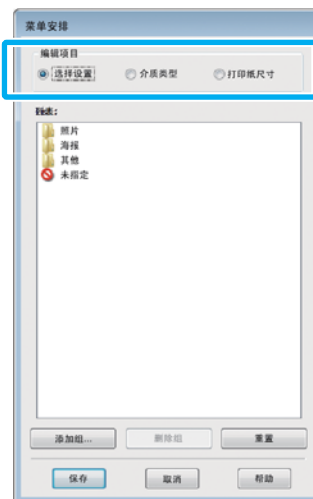 菜单安排
编辑项目
选择设置 介质类型 打印纸尺寸
照片
海报
其他
未指定
添加组... 删除组 重置
保存 取消 帮助